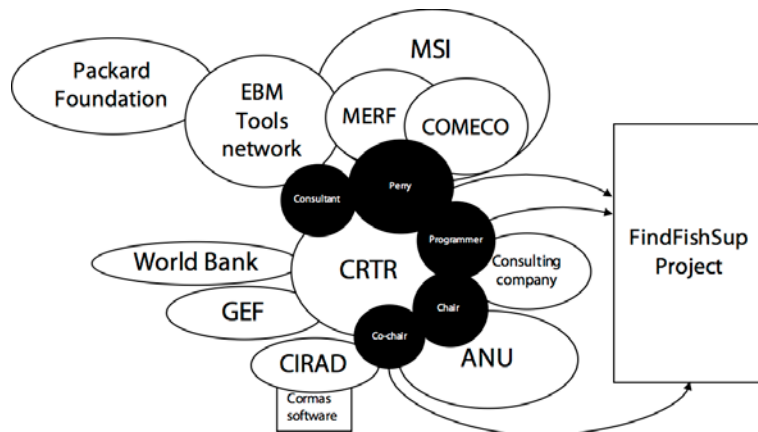 MSI
Packard
Foundation
EBM
Tools
network
MERF
COMECO
Perry
Consultant
Programmer
FindFishSup
Project
World Bank
CRTR
Consulting
company
GEF
Chair
Co-chair
CIRAD
ANU
Cormas
software